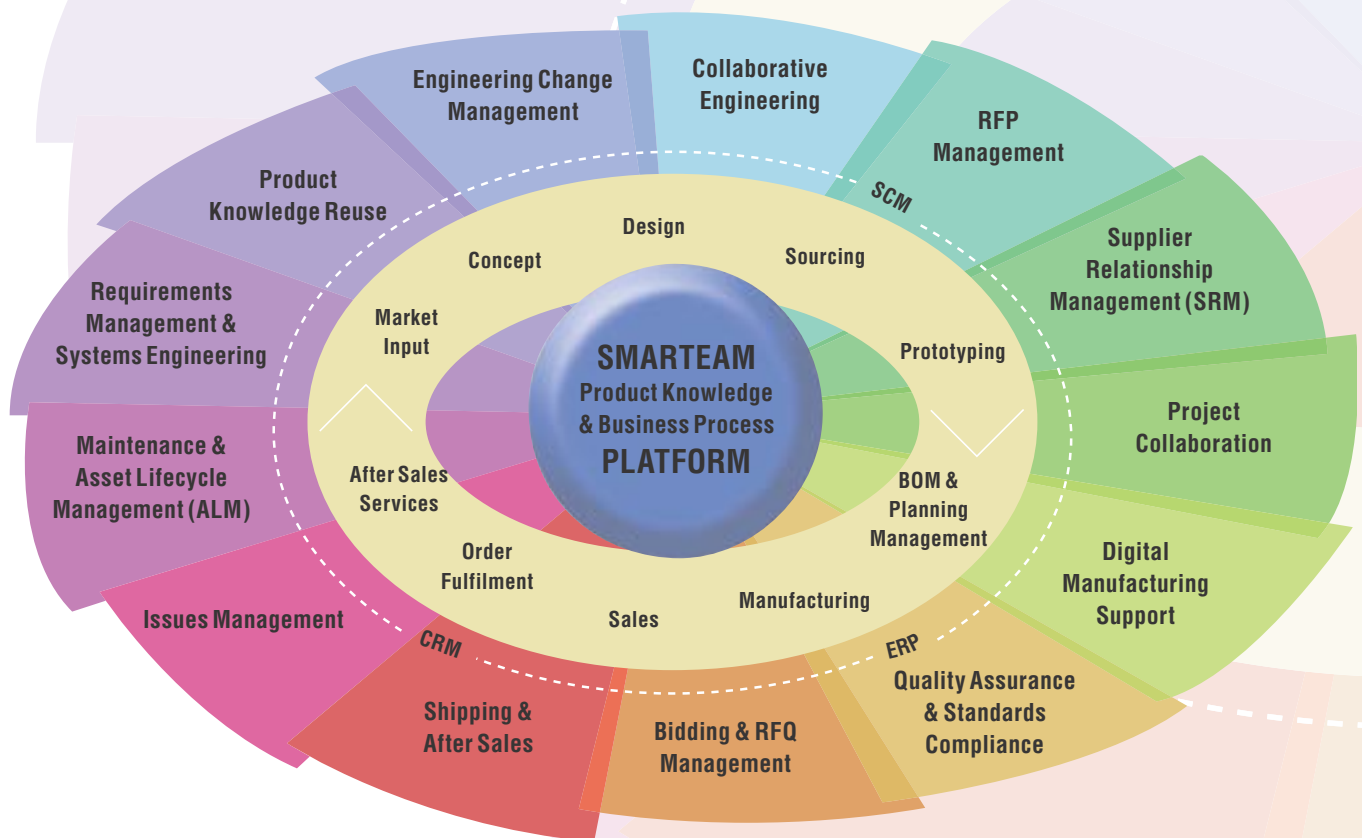 Engineering Change
Management
Collaborative
Engineering
RFP
Management
Supplier
Relationship
Management (SRM)
Project
Collaboration
Digital
Manufacturing
Support
Quality Assurance
& Standards
Compliance
Bidding & RFQ
Management
Shipping &
After Sales
Issues Management
Maintenance &
Asset Lifecycle
Management (ALM)
Requirements
Management &
Systems Engineering
Product
Knowledge Reuse
SCM
ERP
CRM
Market
Input
Concept
Design
Sourcing
Prototyping
BOM &
Planning
Management
Manufacturing
Sales
Order
Fulfilment
After Sales
Services
SMARTEAM
Product Knowledge
& Business Process
PLATFORM